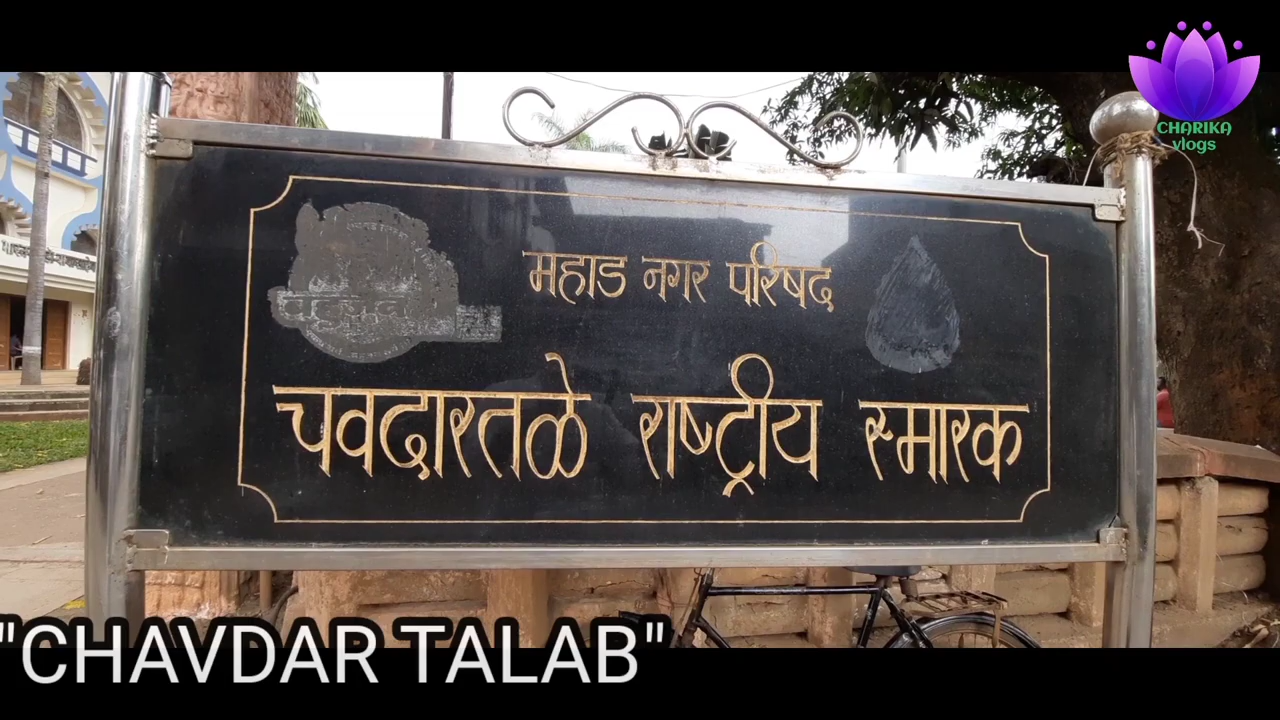 CHARIKA
vlogs
महाड नगर परिषद
चवदारतळे राष्ट्रीय स्मारक
"CHAVDAR TALAB"